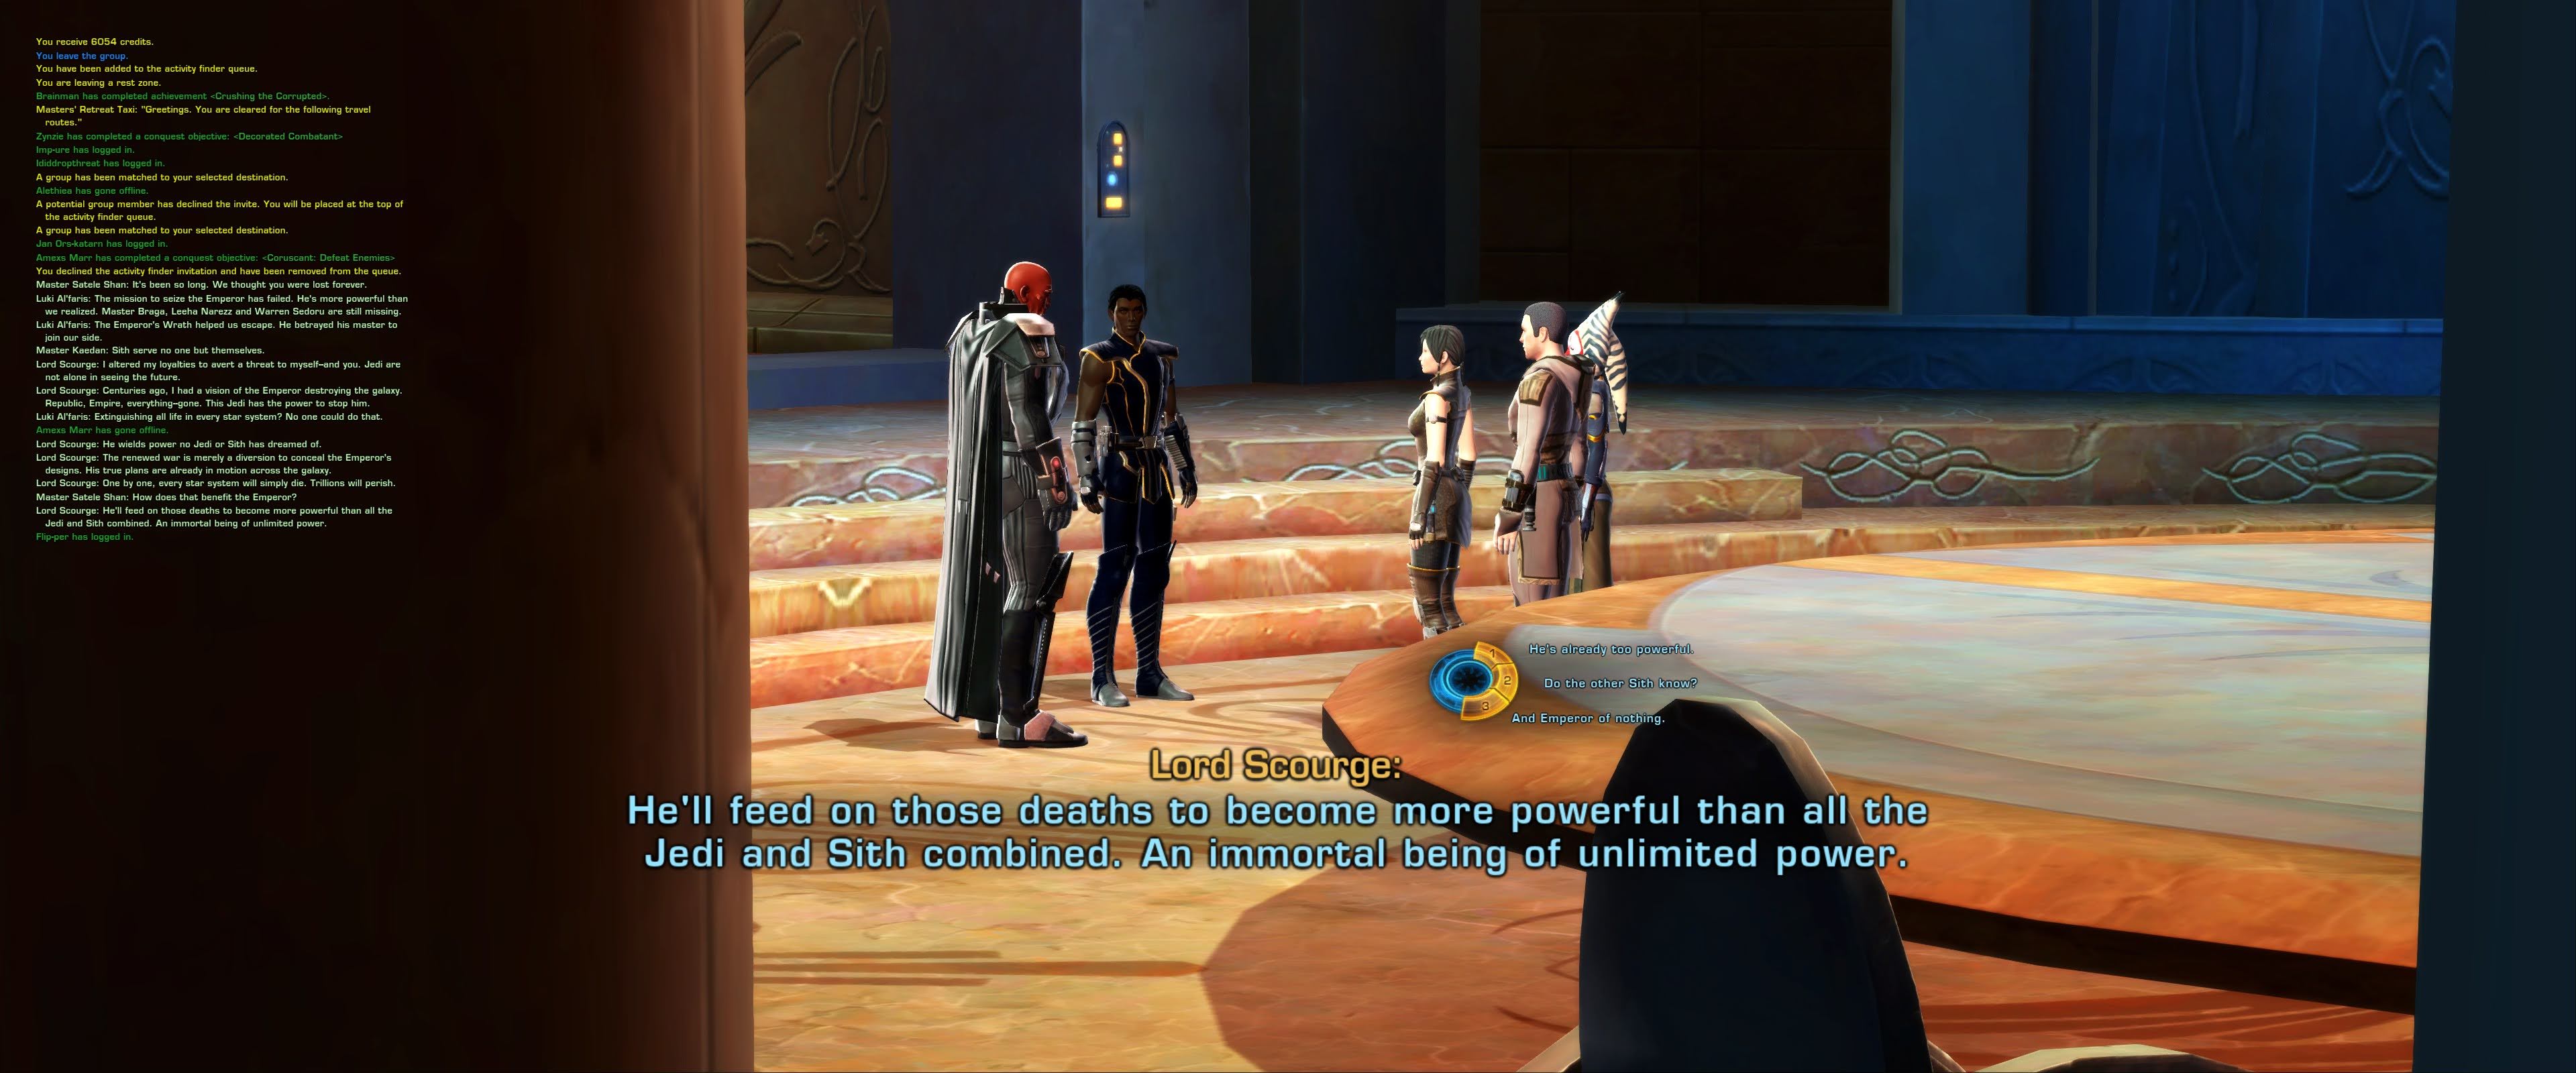 You receive 6054 credits.
You leave the group.
You have been added to the activity finder queue.
You are leaving a rest zone.
Brainman has completed achievement <Crushing the Corrupted>.
Masters' Retreat Taxi: "Greetings. You are cleared for the following travel
routes."
Zynzie has completed a conquest objective: <Decorated Combatant>
Imp-ure has logged in.
Ididdropthreat has logged in.
A group has been matched to your selected destination.
Alethiea has gone offline.
A potential group member has declined the invite. You will be placed at the top of
the activity finder queue.
A group has been matched to your selected destination.
Jan Ors-katarn has logged in.
Amexs Marr has completed a conquest objective: <Coruscant: Defeat Enemies>
You declined the activity finder invitation and have been removed from the queue.
Master Satele Shan: It's been so long. We thought you were lost forever.
Luki Al'faris: The mission to seize the Emperor has failed. He's more powerful than
we realized. Master Braga, Leeha Narezz and Warren Sedoru are still missing.
Luki Al'faris: The Emperor's Wrath helped us escape. He betrayed his master to
join our side.
Master Kaedan: Sith serve no one but themselves.
Lord Scourge: I altered my loyalties to avert a threat to myself—and you. Jedi are
not alone in seeing the future.
Lord Scourge: Centuries ago, I had a vision of the Emperor destroying the galaxy.
Republic, Empire, everything—gone. This Jedi has the power to stop him.
Luki Al'faris: Extinguishing all life in every star system? No one could do that.
Amexs Marr has gone offline.
Lord Scourge: He wields power no Jedi or Sith has dreamed of.
Lord Scourge: The renewed war is merely a diversion to conceal the Emperor's
designs. His true plans are already in motion across the galaxy.
Lord Scourge: One by one, every star system will simply die. Trillions will perish.
Master Satele Shan: How does that benefit the Emperor?
Lord Scourge: He'll feed on those deaths to become more powerful than all the
Jedi and Sith combined. An immortal being of unlimited power.
Flip-per has logged in.
1 He's already too powerful.
2 Do the other Sith know?
3 And Emperor of nothing.
Lord Scourge:
He'll feed on those deaths to become more powerful than all the
Jedi and Sith combined. An immortal being of unlimited power.